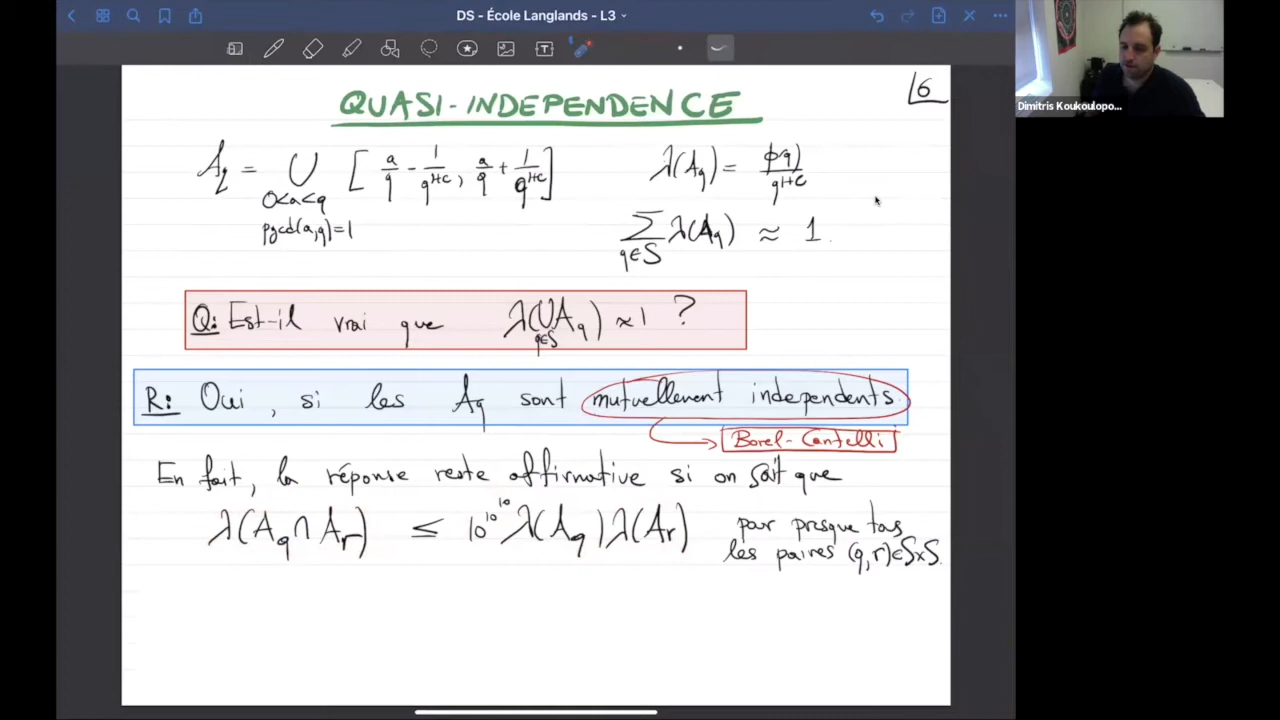 DS - École Langlands - L3
Dimitris Koukoulopo...
QUASI-INDEPENDENCE
6
A_q = ∪_{0<a<q, pgcd(a,q)=1} [a/q - 1/q^{1+c}, a/q + 1/q^{1+c}]
λ(A_q) = φ(q)/q^{1+c}
∑_{q∈S} λ(A_q) ≈ 1.
Q: Est-il vrai que λ(∪_{q∈S} A_q) ≈ 1 ?
R: Oui, si les A_q sont mutuellement independents.
Borel-Cantelli
En fait, la réponse reste affirmative si on sait que
λ(A_q ∩ A_r) ≤ 10^{10^{10}} λ(A_q)λ(A_r) pour presque tous
les paires (q,r)∈S×S.